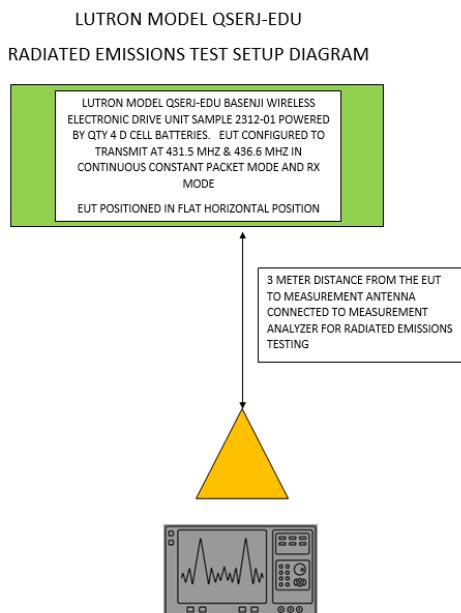 LUTRON MODEL QSERJ-EDU
RADIATED EMISSIONS TEST SETUP DIAGRAM
LUTRON MODEL QSERJ-EDU BASENJI WIRELESS
ELECTRONIC DRIVE UNIT SAMPLE 2312-01 POWERED
BY QTY 4 D CELL BATTERIES. EUT CONFIGURED TO
TRANSMIT AT 431.5 MHZ & 436.6 MHZ IN
CONTINUOUS CONSTANT PACKET MODE AND RX
MODE
EUT POSITIONED IN FLAT HORIZONTAL POSITION
3 METER DISTANCE FROM THE EUT
TO MEASUREMENT ANTENNA
CONNECTED TO MEASUREMENT
ANALYZER FOR RADIATED EMISSIONS
TESTING